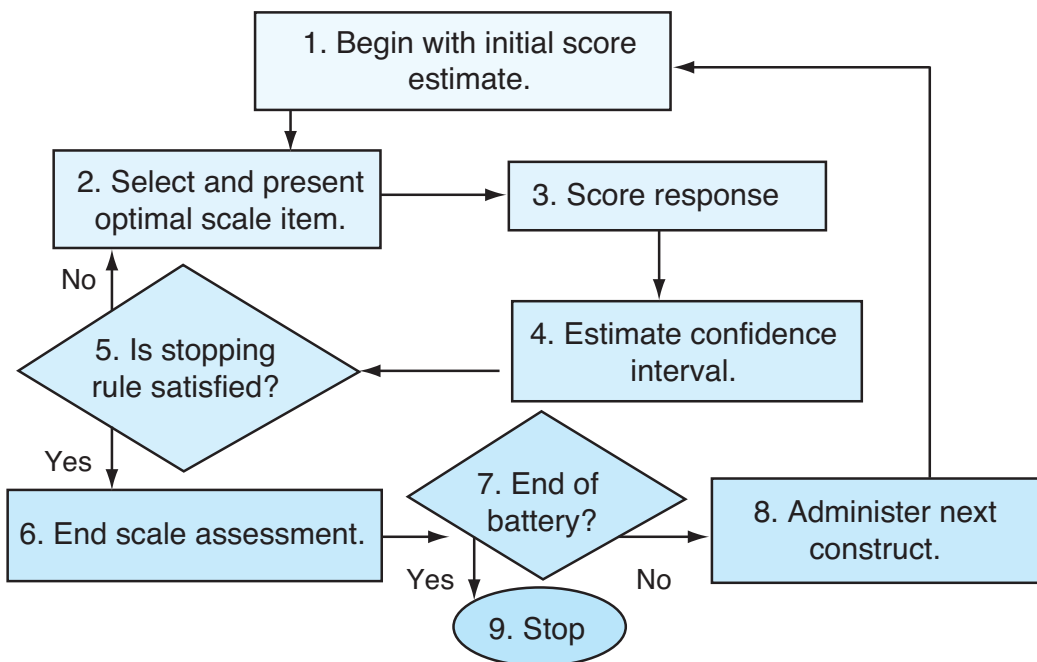 1. Begin with initial score
estimate.
2. Select and present
optimal scale item.
3. Score response
No
4. Estimate confidence
interval.
5. Is stopping
rule satisfied?
Yes
6. End scale assessment.
7. End of
battery?
8. Administer next
construct.
Yes
No
9. Stop